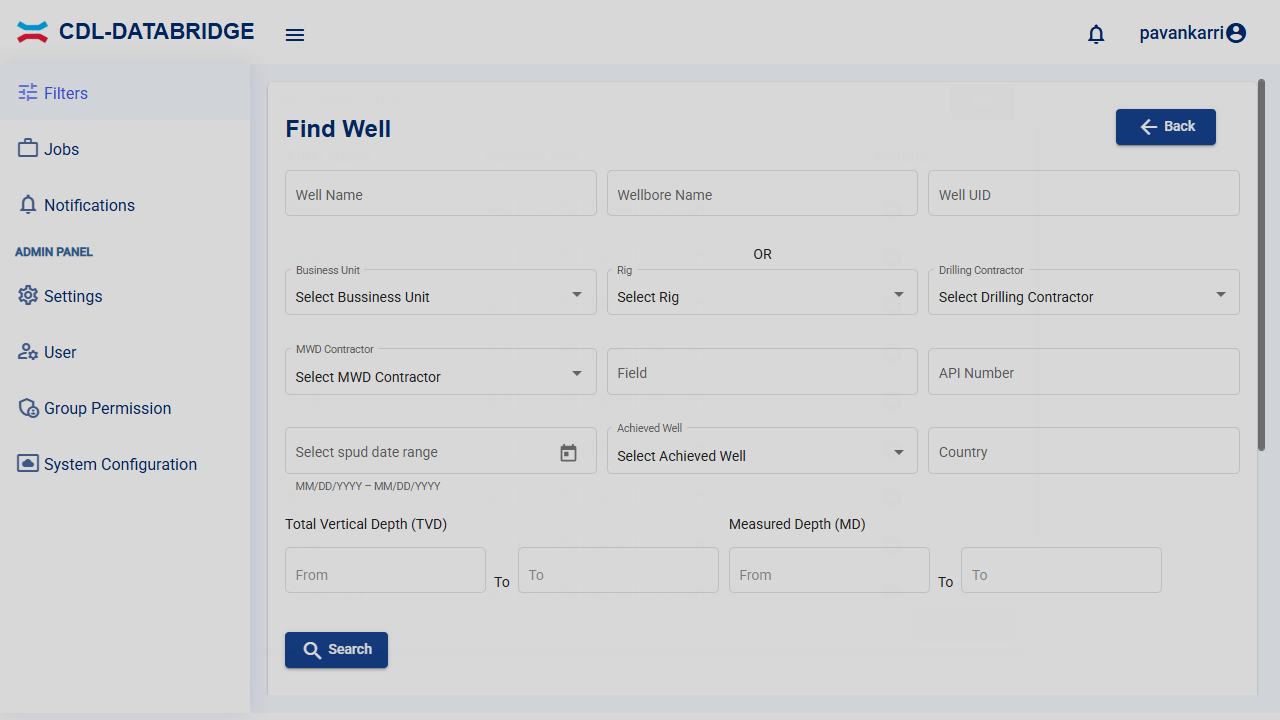 CDL-DATABRIDGE
pavankarri
Filters
Jobs
Notifications
ADMIN PANEL
Settings
User
Group Permission
System Configuration
Find Well
Back
Well Name
Wellbore Name
Well UID
OR
Business Unit
Select Bussiness Unit
Rig
Select Rig
Drilling Contractor
Select Drilling Contractor
MWD Contractor
Select MWD Contractor
Field
API Number
Select spud date range
MM/DD/YYYY – MM/DD/YYYY
Achieved Well
Select Achieved Well
Country
Total Vertical Depth (TVD)
From
To
To
Measured Depth (MD)
From
To
To
Search